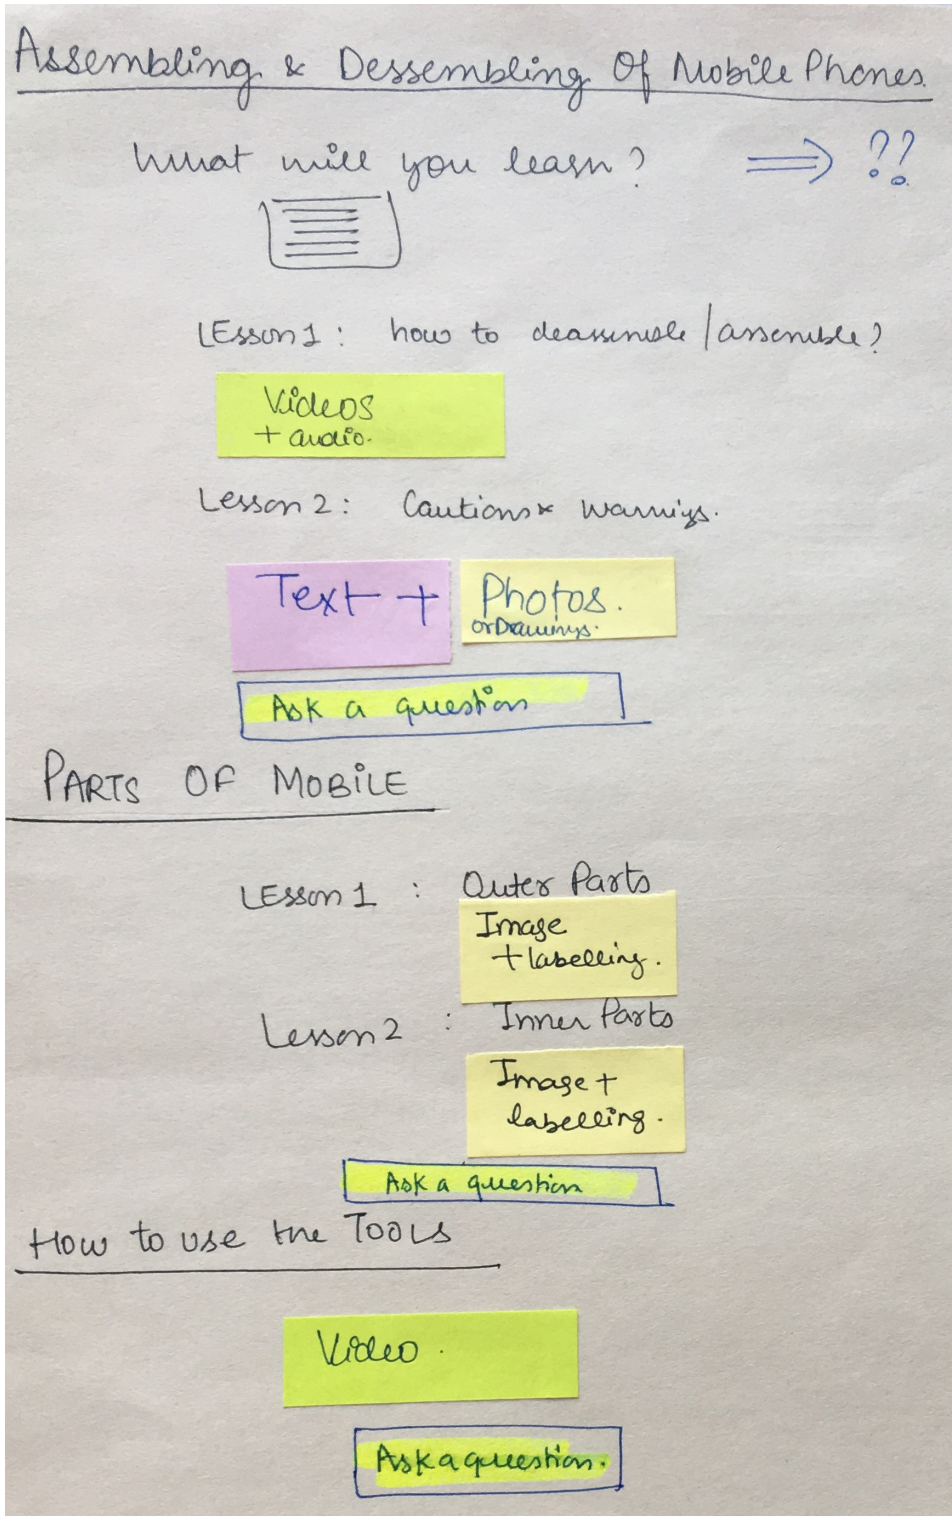 Assembling & Dessembling Of Mobile Phones.
What will you learn? ⇒ ??
LEsson 1 : how to deassemble / assemble?
Videos
+ audio.
Lesson 2 : Cautions & Warnings.
Text + Photos.
or Drawings.
Ask a question
PARTS OF MOBiLE
LEsson 1 : Outer Parts
Image
+ labelling.
Lesson 2 : Inner Parts
Image +
labelling.
Ask a question
How to use the TOOLS
Video.
Ask a question.